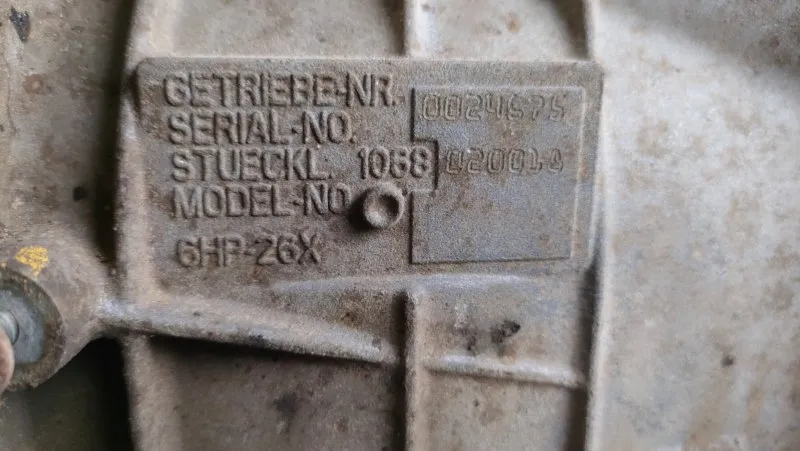 GETRIEBE-NR. 0024575
SERIAL-NO.
STUECKL. 1068 020014
MODEL-NO
6HP-26X